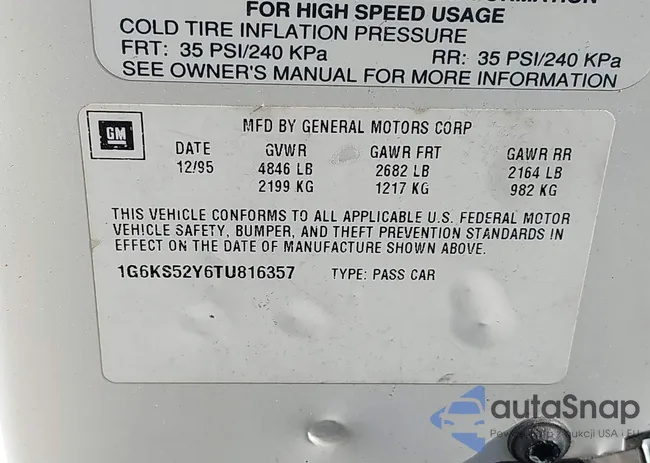 FOR HIGH SPEED USAGE
COLD TIRE INFLATION PRESSURE
FRT: 35 PSI/240 KPa RR: 35 PSI/240 KPa
SEE OWNER'S MANUAL FOR MORE INFORMATION
GM
MFD BY GENERAL MOTORS CORP
DATE GVWR GAWR FRT GAWR RR
12/95 4846 LB 2682 LB 2164 LB
2199 KG 1217 KG 982 KG
THIS VEHICLE CONFORMS TO ALL APPLICABLE U.S. FEDERAL MOTOR
VEHICLE SAFETY, BUMPER, AND THEFT PREVENTION STANDARDS IN
EFFECT ON THE DATE OF MANUFACTURE SHOWN ABOVE.
1G6KS52Y6TU816357 TYPE: PASS CAR
autaSnap
USA i EU